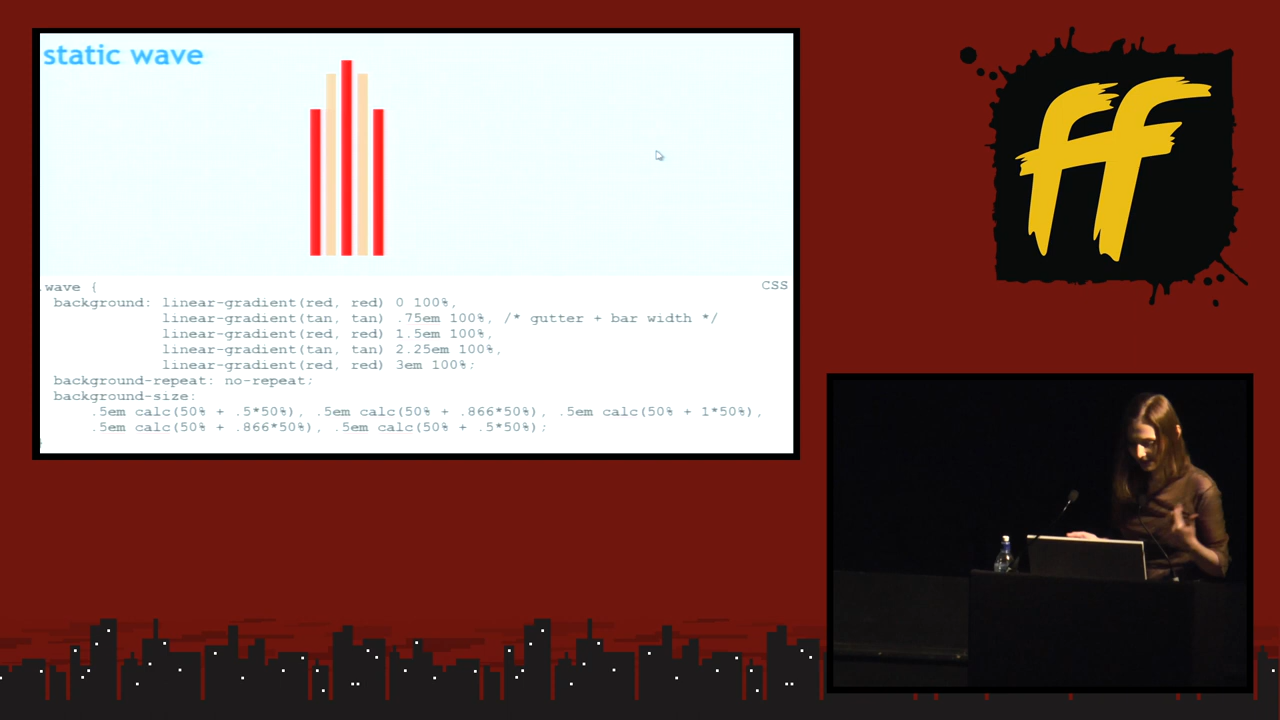 static wave
ff
CSS
.wave {
background: linear-gradient(red, red) 0 100%,
linear-gradient(tan, tan) .75em 100%, /* gutter + bar width */
linear-gradient(red, red) 1.5em 100%,
linear-gradient(tan, tan) 2.25em 100%,
linear-gradient(red, red) 3em 100%;
background-repeat: no-repeat;
background-size:
.5em calc(50% + .5*50%), .5em calc(50% + .866*50%), .5em calc(50% + 1*50%),
.5em calc(50% + .866*50%), .5em calc(50% + .5*50%);
}